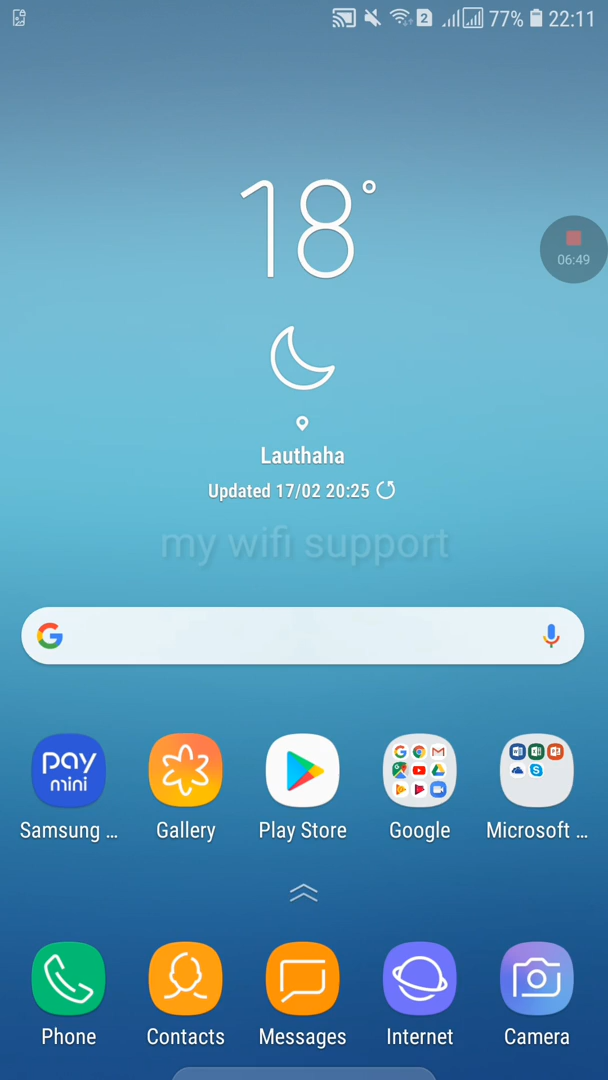 2 77% 22:11
18°
06:49
Lauthaha
Updated 17/02 20:25
my wifi support
pay
mini
Samsung ...
Gallery
Play Store
Google
Microsoft ...
Phone
Contacts
Messages
Internet
Camera